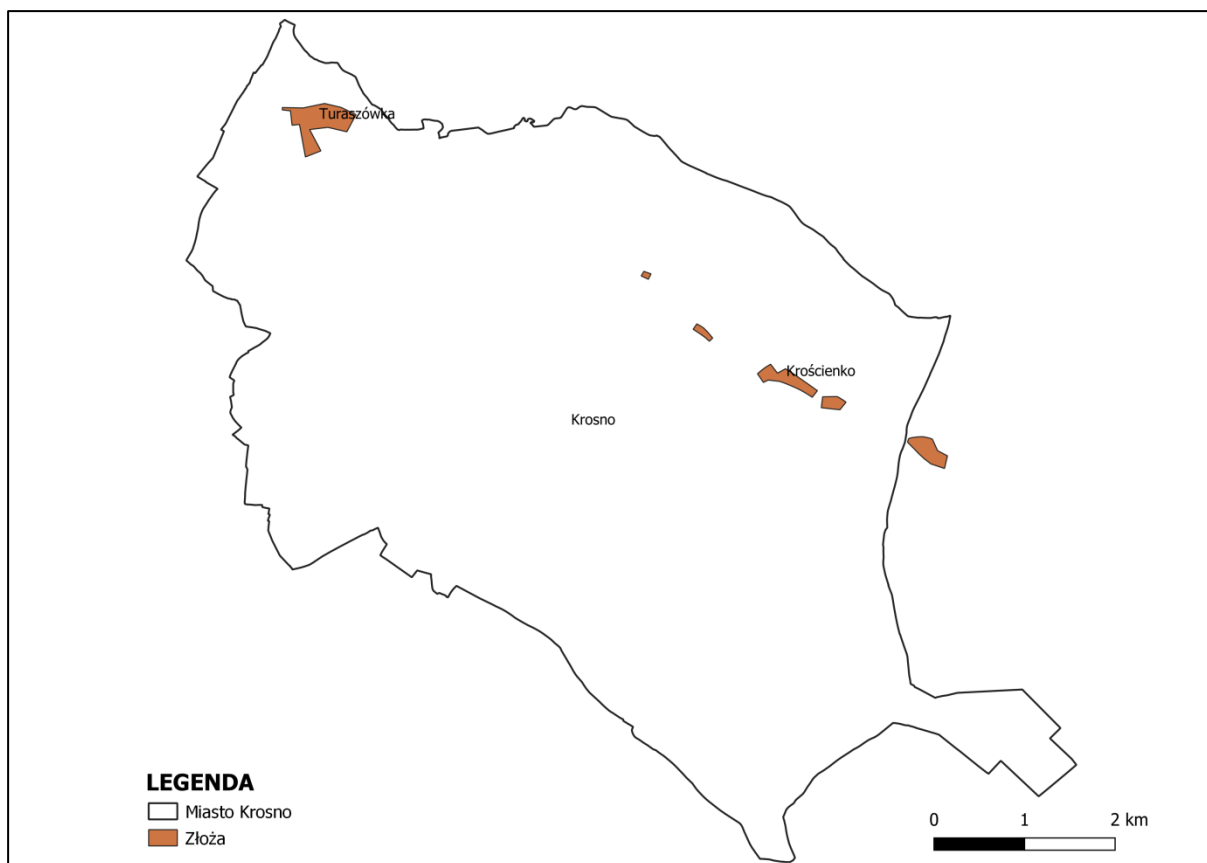 Turaszówka
Krościenko
Krosno
LEGENDA
Miasto Krosno
Złoża
0 1 2 km